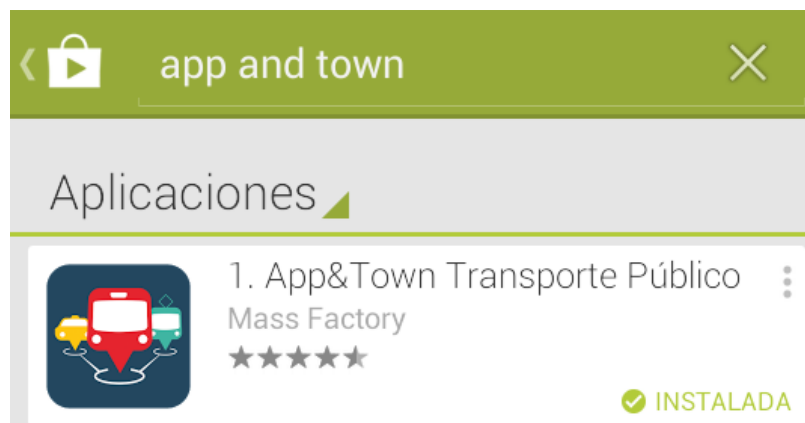 app and town
Aplicaciones
1. App&Town Transporte Público
Mass Factory
INSTALADA